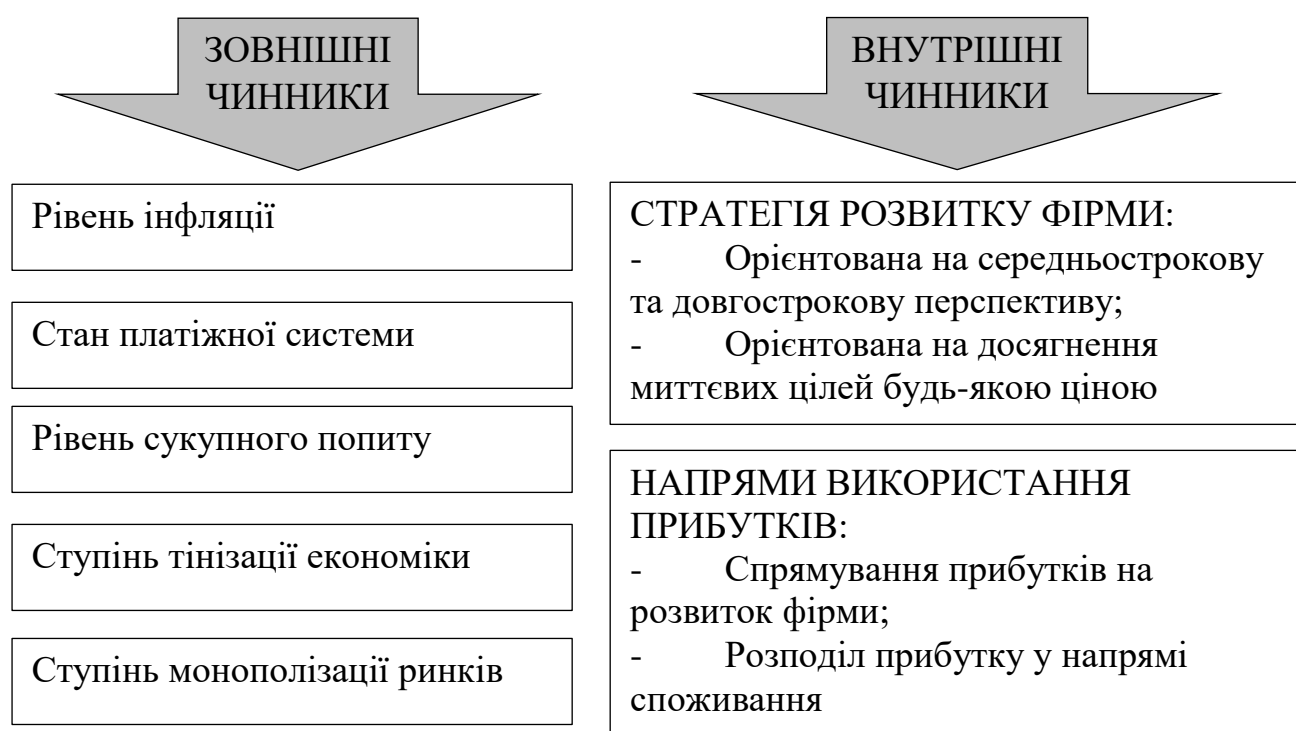 ЗОВНІШНІ
ЧИННИКИ
Рівень інфляції
Стан платіжної системи
Рівень сукупного попиту
Ступінь тінізації економіки
Ступінь монополізації ринків
ВНУТРІШНІ
ЧИННИКИ
СТРАТЕГІЯ РОЗВИТКУ ФІРМИ:
- Орієнтована на середньострокову
та довгострокову перспективу;
- Орієнтована на досягнення
миттєвих цілей будь-якою ціною
НАПРЯМИ ВИКОРИСТАННЯ
ПРИБУТКІВ:
- Спрямування прибутків на
розвиток фірми;
- Розподіл прибутку у напрямі
споживання